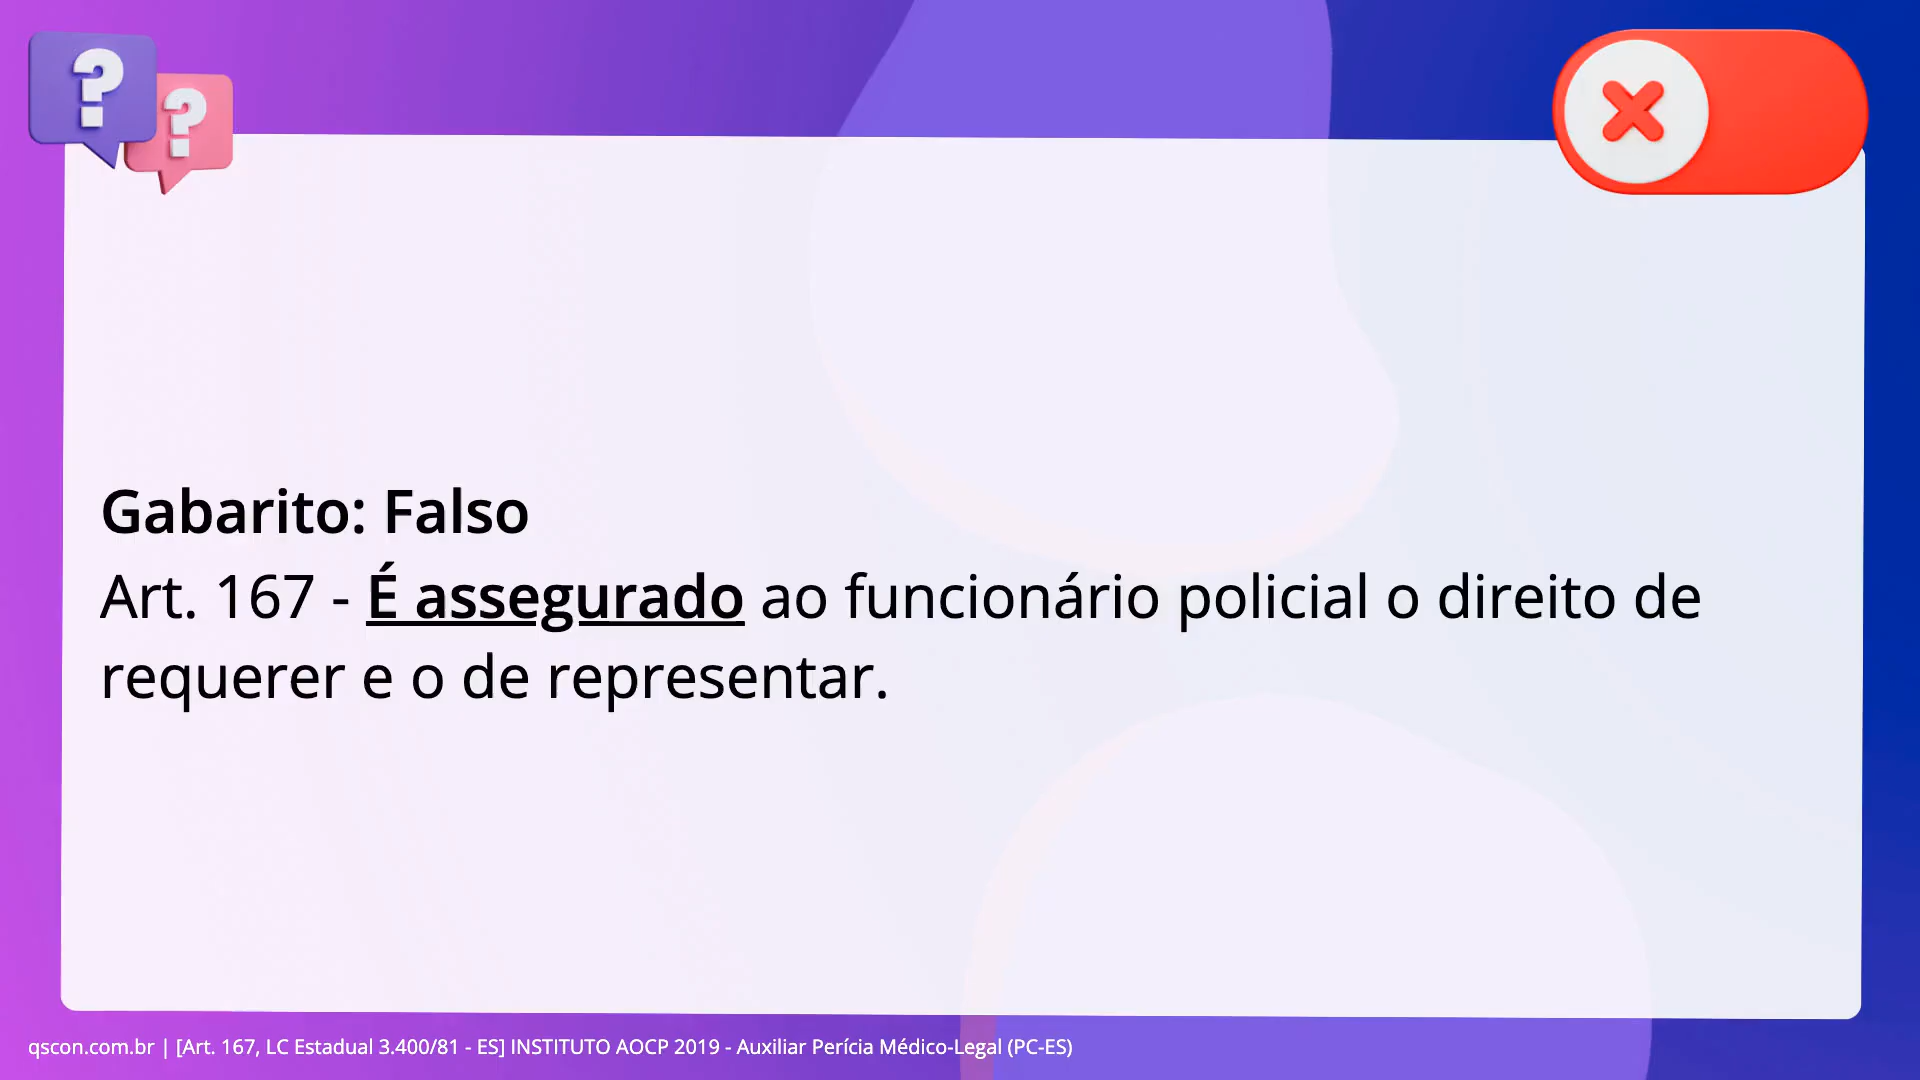 ?
?
Gabarito: Falso
Art. 167 - É assegurado ao funcionário policial o direito de
requerer e o de representar.
qscon.com.br | [Art. 167, LC Estadual 3.400/81 - ES] INSTITUTO AOCP 2019 - Auxiliar Perícia Médico-Legal (PC-ES)